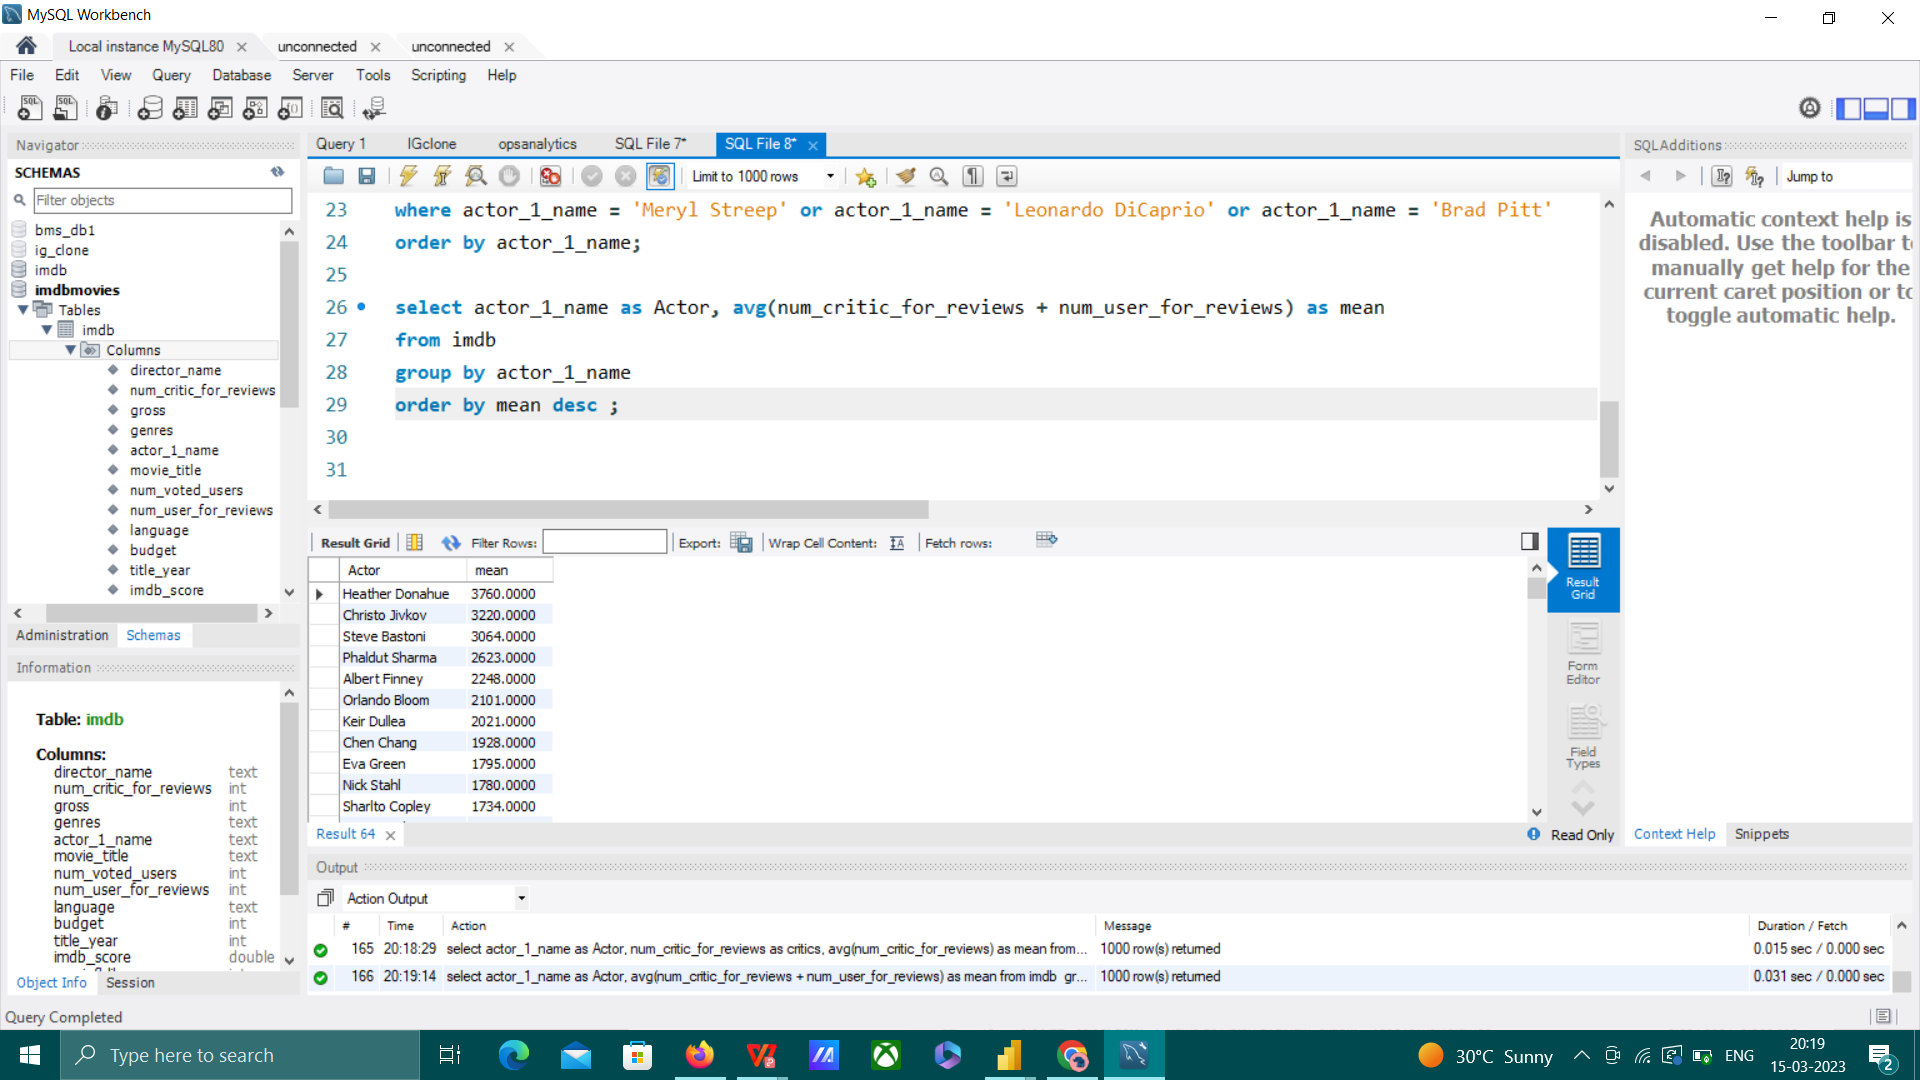 MySQL Workbench
Local instance MySQL80
unconnected
unconnected
File Edit View Query Database Server Tools Scripting Help
Navigator
SCHEMAS
Filter objects
bms_db1
ig_clone
imdb
imdbmovies
Tables
imdb
Columns
director_name
num_critic_for_reviews
gross
genres
actor_1_name
movie_title
num_voted_users
num_user_for_reviews
language
budget
title_year
imdb_score
Administration Schemas
Information
Table: imdb
Columns:
director_name text
num_critic_for_reviews int
gross int
genres text
actor_1_name text
movie_title text
num_voted_users int
num_user_for_reviews int
language text
budget int
title_year int
imdb_score double
Object Info Session
Query Completed
Query 1 IGclone opsanalytics SQL File 7* SQL File 8*
Limit to 1000 rows
23 where actor_1_name = 'Meryl Streep' or actor_1_name = 'Leonardo DiCaprio' or actor_1_name = 'Brad Pitt'
24 order by actor_1_name;
25
26 select actor_1_name as Actor, avg(num_critic_for_reviews + num_user_for_reviews) as mean
27 from imdb
28 group by actor_1_name
29 order by mean desc ;
30
31
Result Grid Filter Rows: Export: Wrap Cell Content: Fetch rows:
Actor mean
Heather Donahue 3760.0000
Christo Jivkov 3220.0000
Steve Bastoni 3064.0000
Phaldut Sharma 2623.0000
Albert Finney 2248.0000
Orlando Bloom 2101.0000
Keir Dullea 2021.0000
Chen Chang 1928.0000
Eva Green 1795.0000
Nick Stahl 1780.0000
Sharlto Copley 1734.0000
Result Grid
Form Editor
Field Types
Result 64
Read Only
Output
Action Output
# Time Action Message Duration / Fetch
165 20:18:29 select actor_1_name as Actor, num_critic_for_reviews as critics, avg(num_critic_for_reviews) as mean from... 1000 row(s) returned 0.015 sec / 0.000 sec
166 20:19:14 select actor_1_name as Actor, avg(num_critic_for_reviews + num_user_for_reviews) as mean from imdb gr... 1000 row(s) returned 0.031 sec / 0.000 sec
SQLAdditions
Jump to
Automatic context help is
disabled. Use the toolbar t
manually get help for the
current caret position or to
toggle automatic help.
Context Help Snippets
Type here to search
30°C Sunny
ENG
20:19
15-03-2023
2